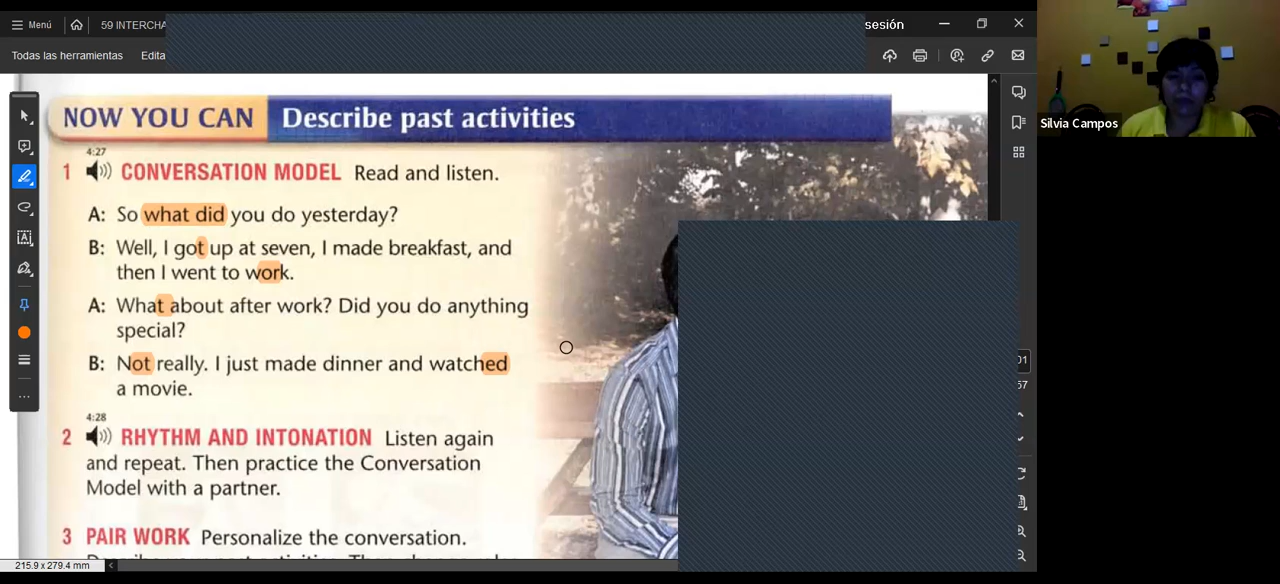 Menú
59 INTERCHA
sesión
Todas las herramientas
Edita
Silvia Campos
NOW YOU CAN Describe past activities
4:27
1 CONVERSATION MODEL Read and listen.
A: So what did you do yesterday?
B: Well, I got up at seven, I made breakfast, and
then I went to work.
A: What about after work? Did you do anything
special?
B: Not really. I just made dinner and watched
a movie.
4:28
2 RHYTHM AND INTONATION Listen again
and repeat. Then practice the Conversation
Model with a partner.
3 PAIR WORK Personalize the conversation.
01
57
215.9 x 279.4 mm